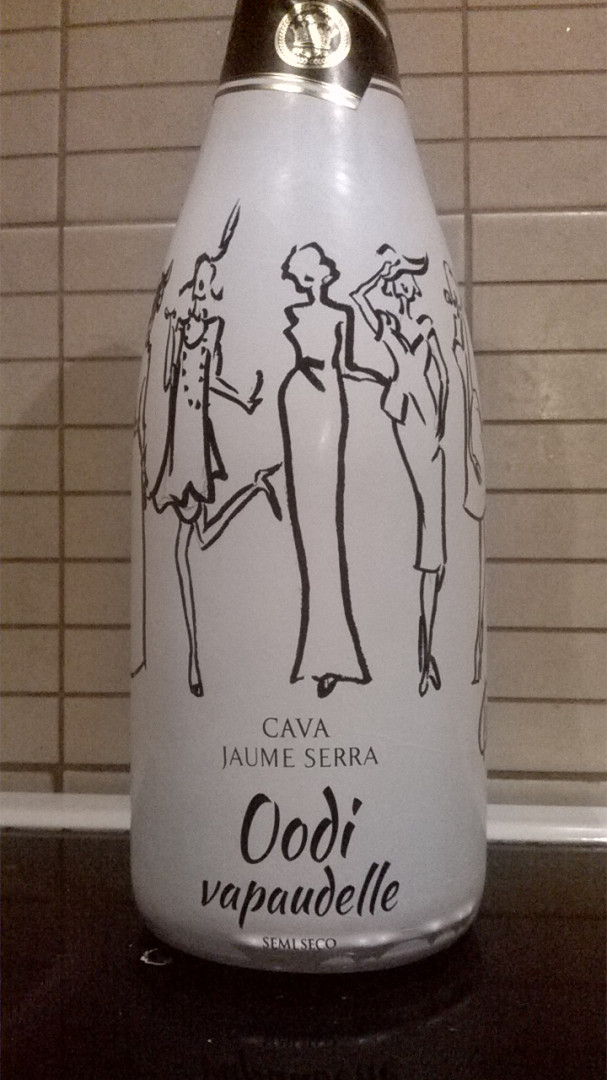 CAVA
JAUME SERRA
Oodi
vapaudelle
SEMI SECO